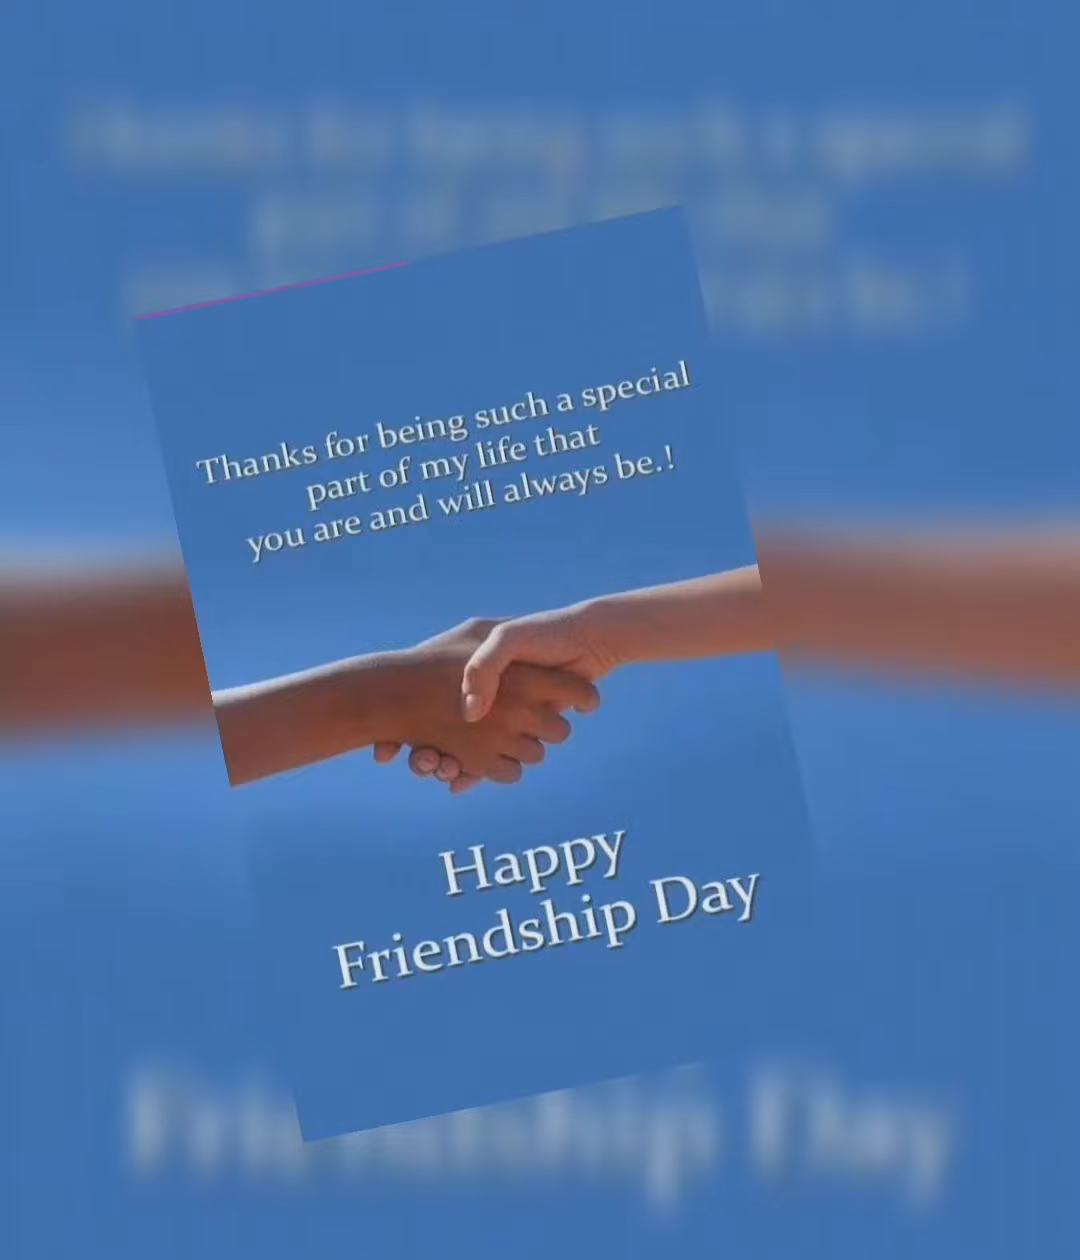 Thanks for being such a special
part of my life that
you are and will always be.!
Happy
Friendship Day